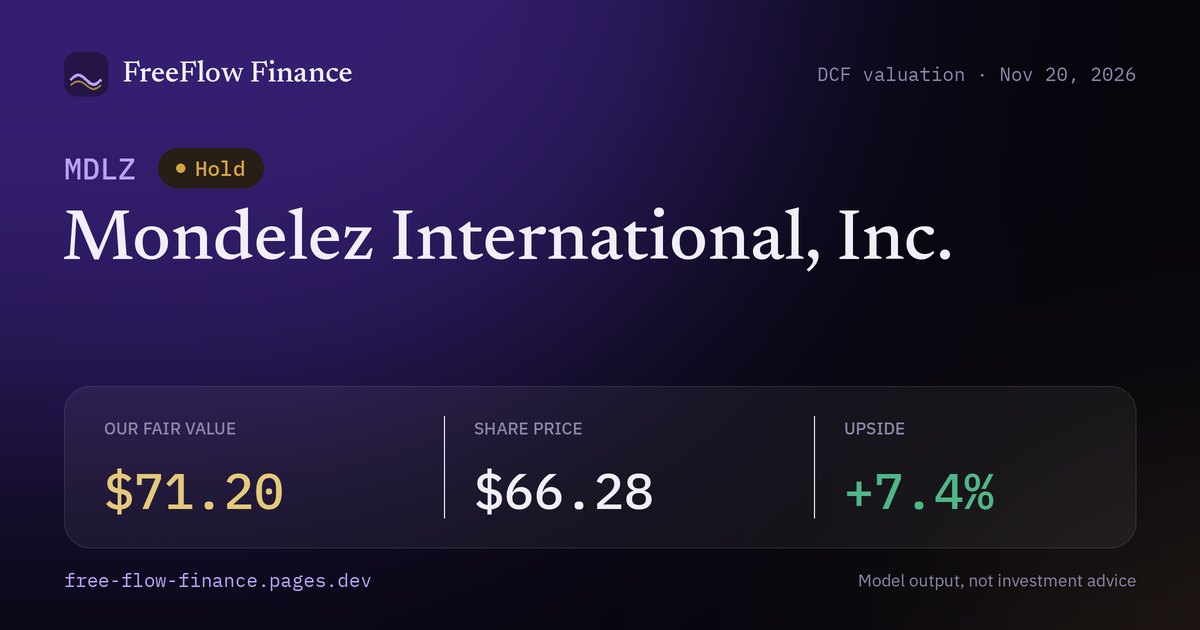 FreeFlow Finance
DCF valuation · Nov 20, 2026
MDLZ
Hold
Mondelez International, Inc.
OUR FAIR VALUE
$71.20
SHARE PRICE
$66.28
UPSIDE
+7.4%
free-flow-finance.pages.dev
Model output, not investment advice